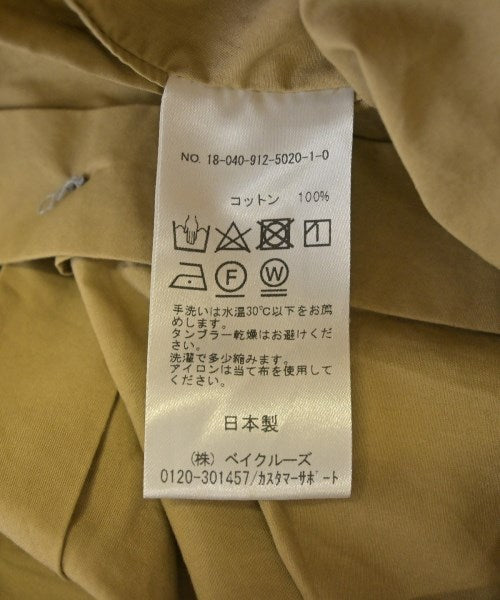 NO. 18-040-912-5020-1-0
コットン 100%
F W
手洗いは水温30℃以下をお薦
めします。
タンブラー乾燥はお避けくだ
さい。
洗濯で多少縮みます。
アイロンは当て布を使用して
ください。
日本製
(株) ベイクルーズ
0120-301457/カスタマーサポート